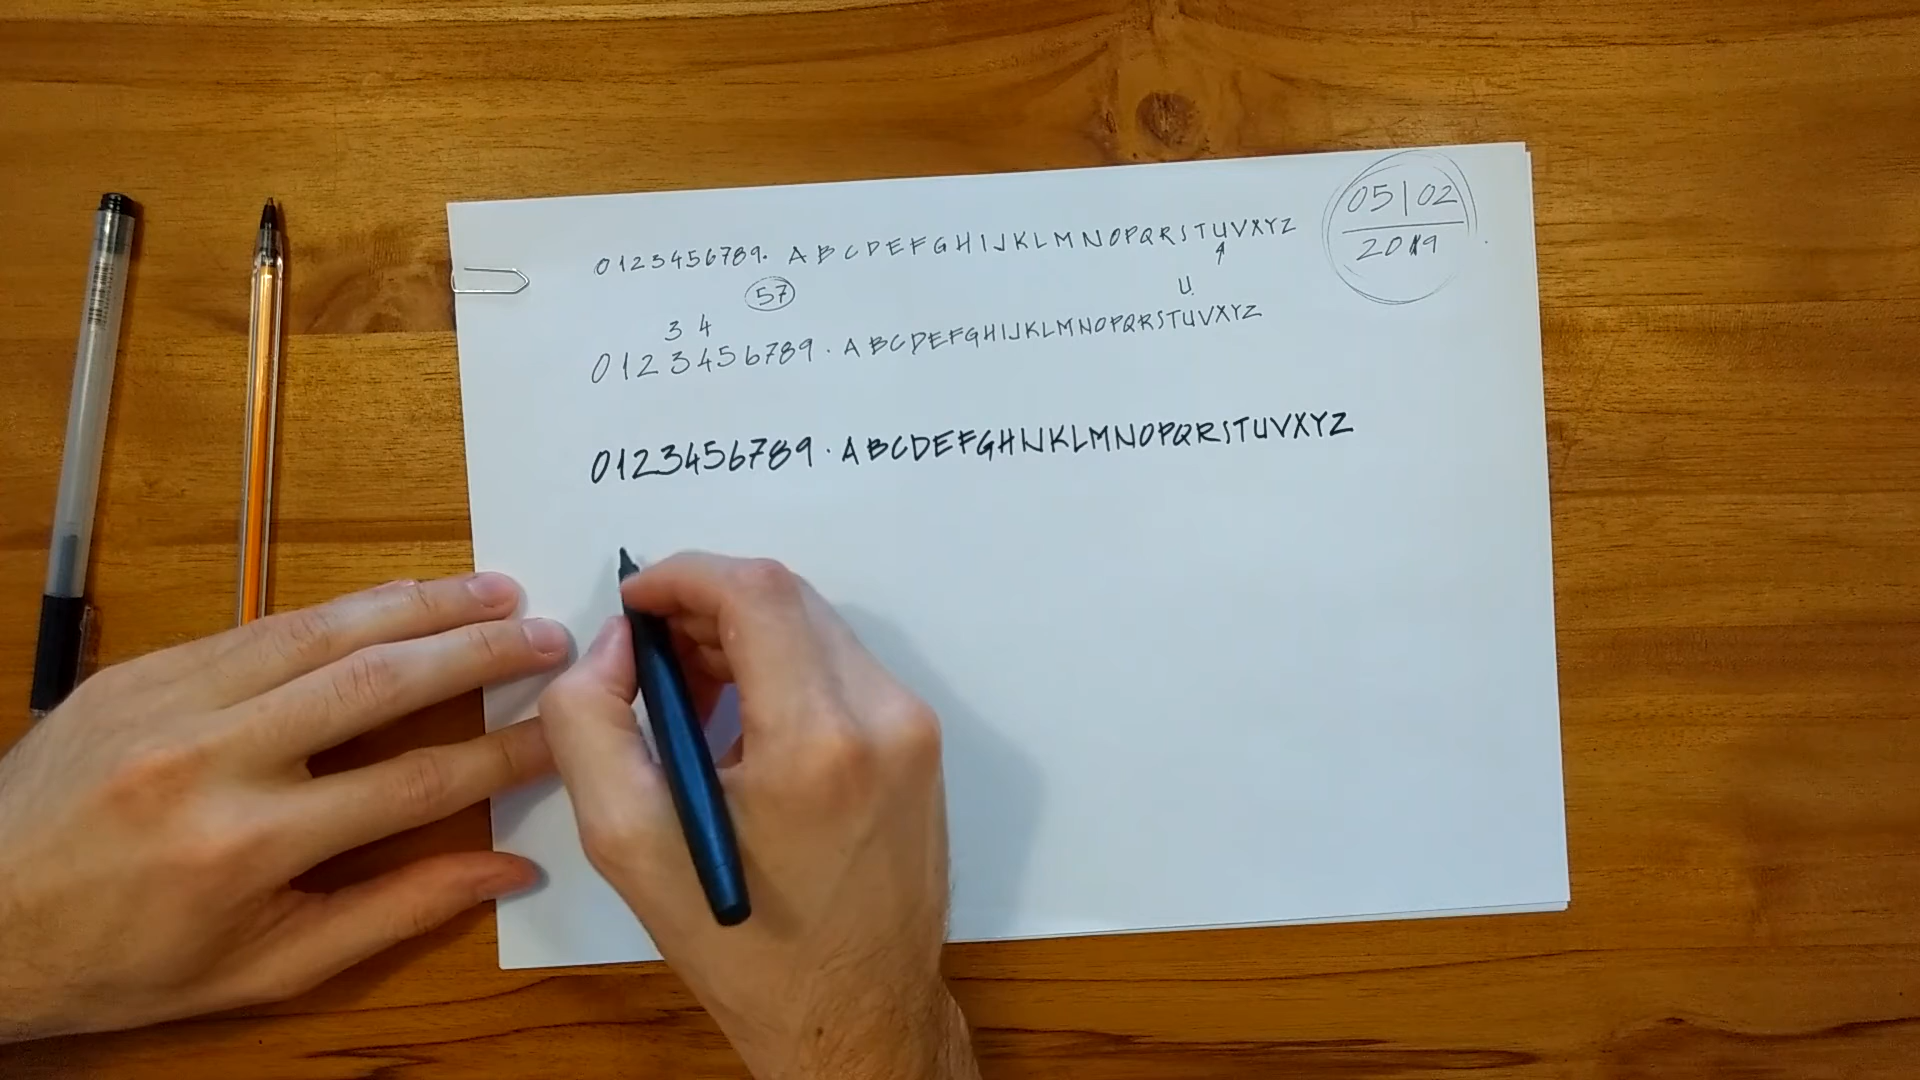 0123456789. ABCDEFGHIJKLMNOPQRSTUVXYZ
05|02
2019
57
U
3 4
0123456789. ABCDEFGHIJKLMNOPQRSTUVXYZ
0123456789. ABCDEFGHIJKLMNOPQRSTUVXYZ